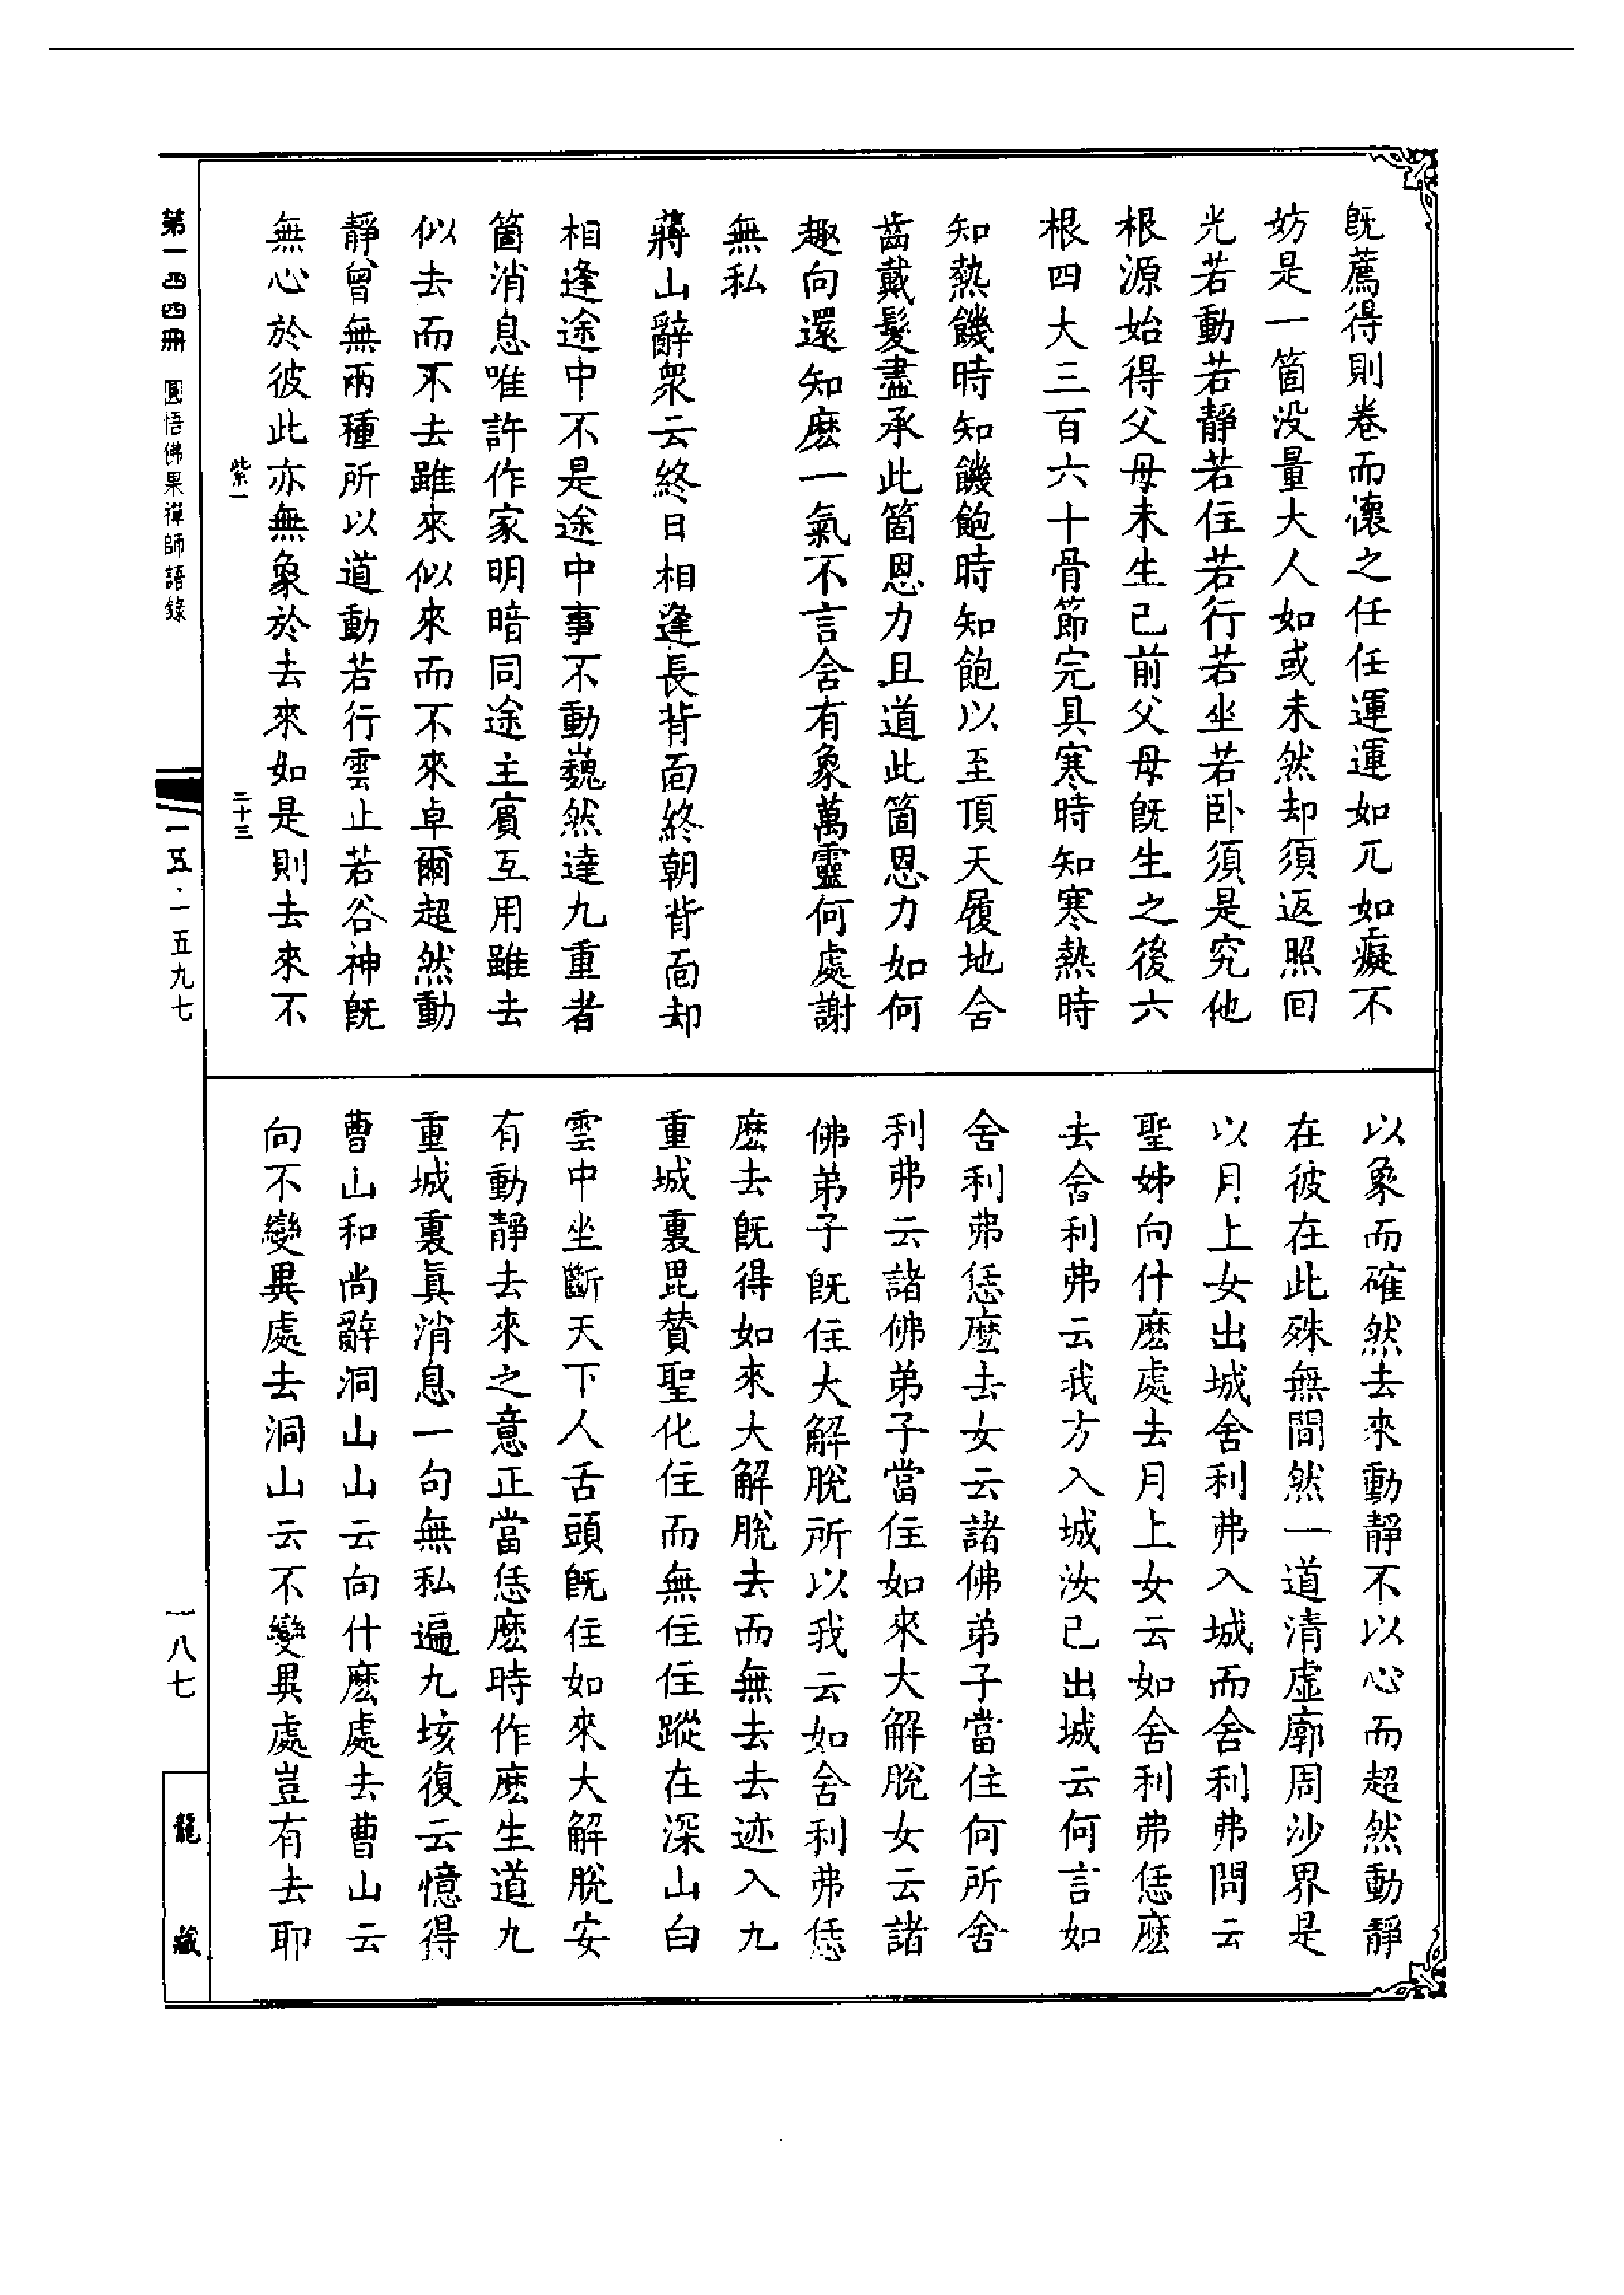 既薦得則卷而懷之任任運運如兀如癡不
妨是一箇没量大人如或未然却須返照回
光若動若靜若住若行若坐若卧須是究他
根源始得父母未生已前父母既生之後六
根四大三百六十骨節完具寒時知寒熱時
知熱饑時知饑飽時知飽以至頂天履地含
齒戴髮盡承此箇恩力且道此箇恩力如何
趣向還知麽一氣不言含有象萬靈何處謝
無私
蔣山辭衆云終日相逢長背面終朝背面却
相逢途中不是途中事不動巍然達九重者
箇消息唯許作家明暗同途主賓互用雖去
似去而不去雖來似來而不來卓爾超然動
靜曾無兩種所以道動若行雲止若谷神既
無心於彼此亦無象於去來如是則去來不
以象而確然去來動靜不以心而超然動靜
在彼在此殊無間然一道清虛廓周沙界是
以月上女出城舍利弗入城而舍利弗問云
聖姊向什麽處去月上女云如舍利弗恁麽
去舍利弗云我方入城汝已出城云何言如
舍利弗恁麽去女云諸佛弟子當住何所舍
利弗云諸佛弟子當住如來大解脫女云諸
佛弟子既住大解脫所以我云如舍利弗恁
麽去既得如來大解脫去而無去去迹入九
重城裏毘贊聖化住而無住住蹤在深山白
雲中坐斷天下人舌頭既住如來大解脫安
有動靜去來之意正當恁麽時作麽生道九
重城裏眞消息一句無私遍九垓復云憶得
曹山和尚辭洞山山云向什麽處去曹山云
向不變異處去洞山云不變異處豈有去耶
紫一
二十三
第一四四冊 圓悟佛果禪師語錄
一五·一五九七
一八七
龍藏